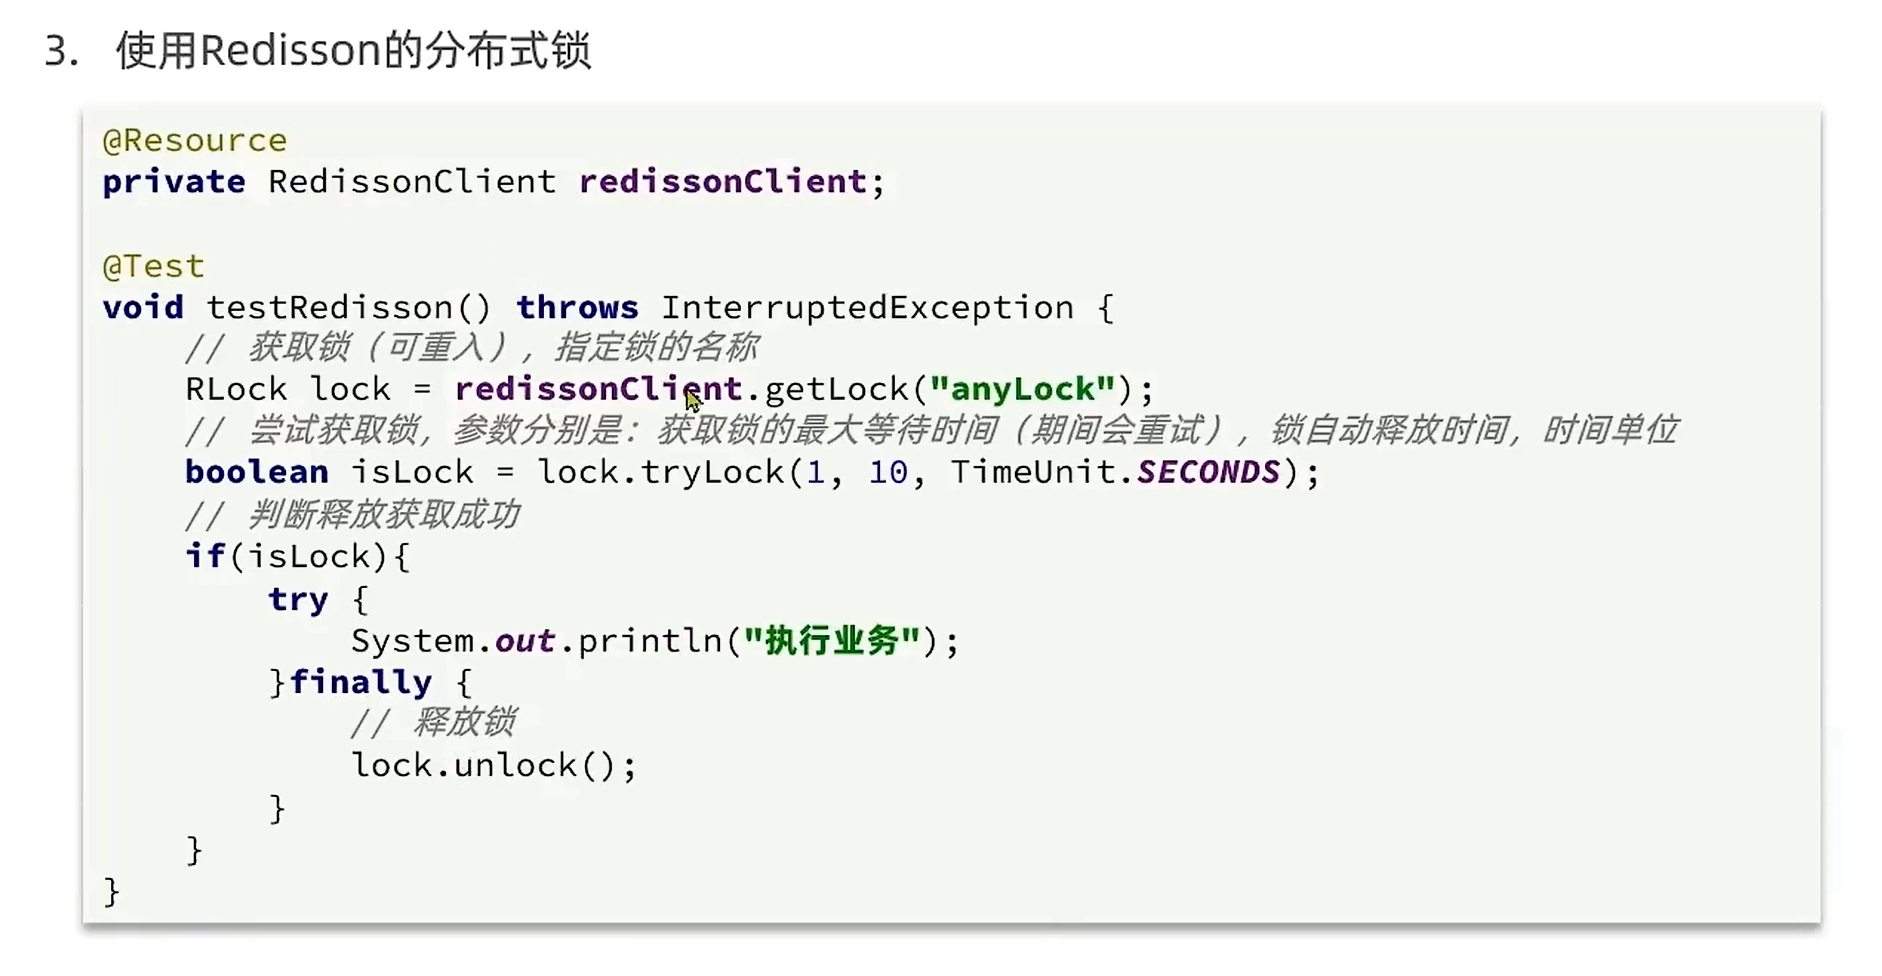 3. 使用Redisson的分布式锁
@Resource
private RedissonClient redissonClient;
@Test
void testRedisson() throws InterruptedException {
// 获取锁（可重入），指定锁的名称
RLock lock = redissonClient.getLock("anyLock");
// 尝试获取锁，参数分别是：获取锁的最大等待时间（期间会重试），锁自动释放时间，时间单位
boolean isLock = lock.tryLock(1, 10, TimeUnit.SECONDS);
// 判断释放获取成功
if(isLock){
try {
System.out.println("执行业务");
}finally {
// 释放锁
lock.unlock();
}
}
}